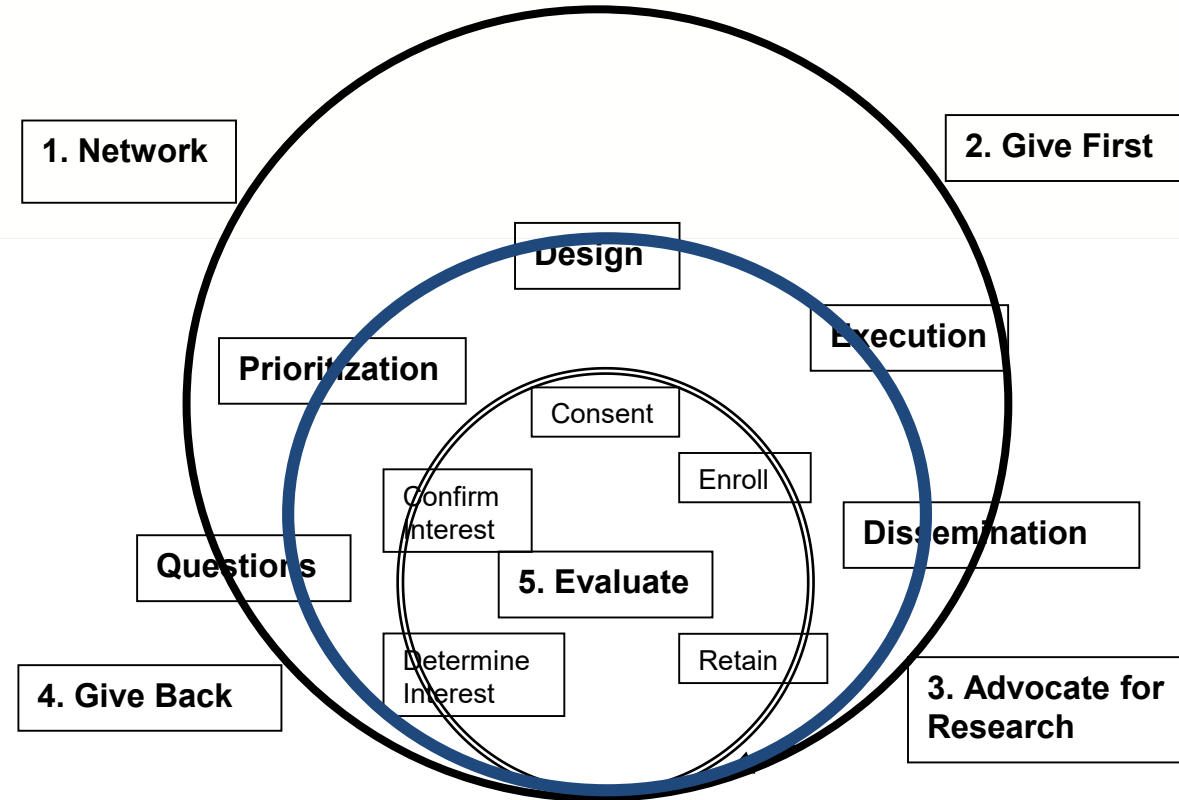 1. Network
2. Give First
Design
Execution
Prioritization
Consent
Enroll
Confirm
Interest
Dissemination
Questions
5. Evaluate
Determine
Interest
Retain
4. Give Back
3. Advocate for
Research